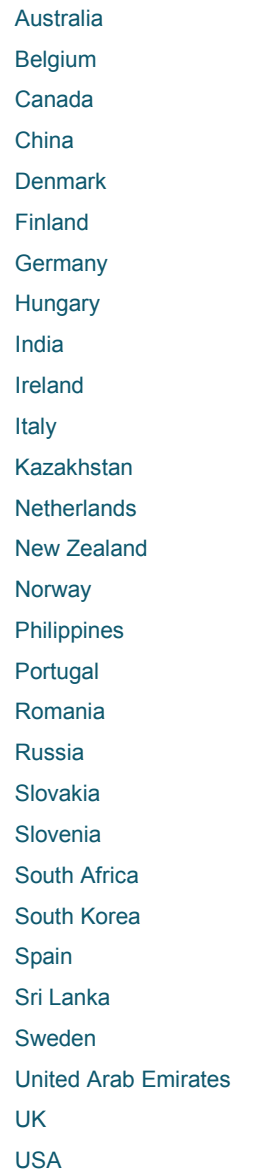 Australia
Belgium
Canada
China
Denmark
Finland
Germany
Hungary
India
Ireland
Italy
Kazakhstan
Netherlands
New Zealand
Norway
Philippines
Portugal
Romania
Russia
Slovakia
Slovenia
South Africa
South Korea
Spain
Sri Lanka
Sweden
United Arab Emirates
UK
USA